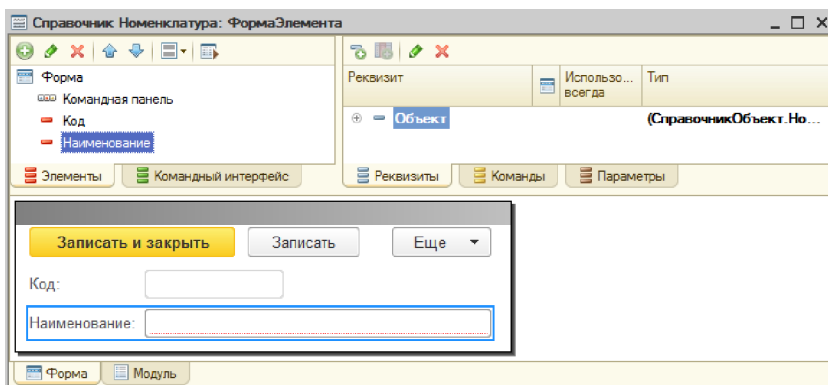 Справочник Номенклатура: ФормаЭлемента
Форма
Командная панель
Код
Наименование
Элементы Командный интерфейс
Реквизит Использо... всегда Тип
Объект (СправочникОбъект.Но...
Реквизиты Команды Параметры
Записать и закрыть Записать Еще
Код:
Наименование:
Форма Модуль